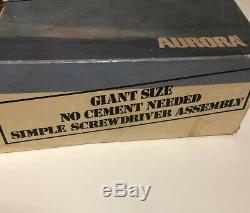 AURORA
GIANT SIZE
NO CEMENT NEEDED
SIMPLE SCREWDRIVER ASSEMBLY